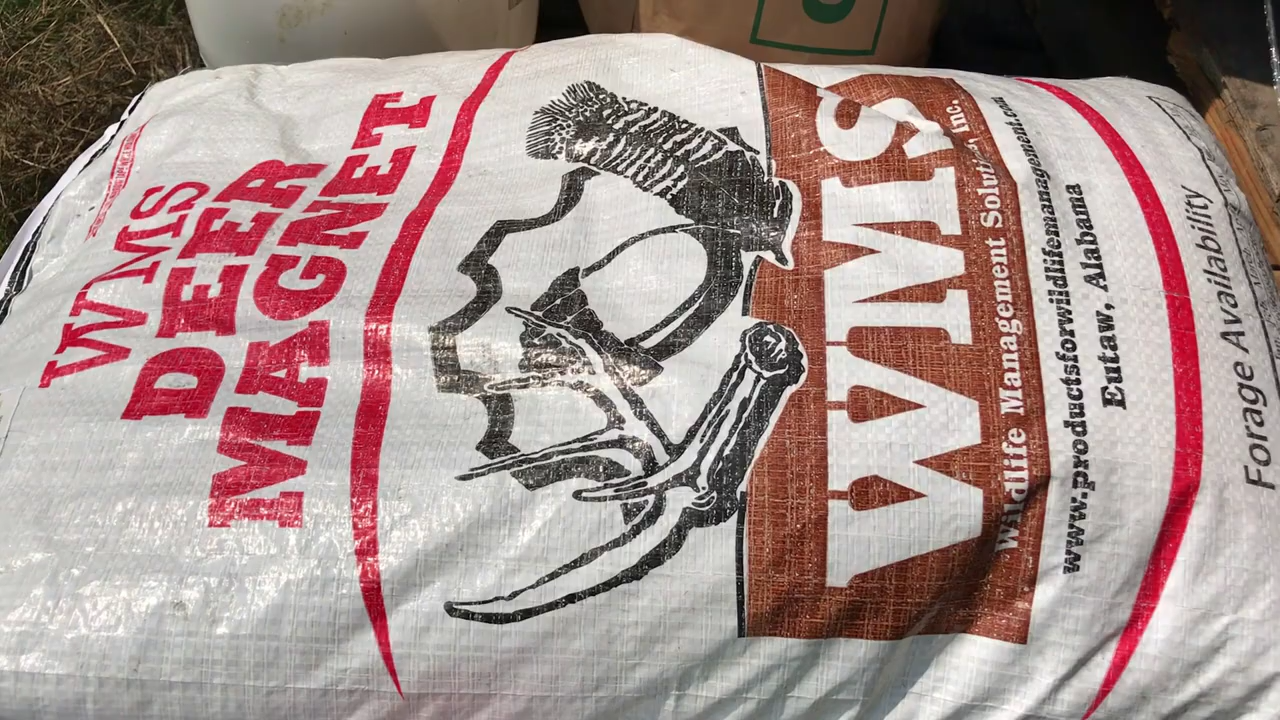 WMS
DEER
MAGNET
WMS
Wildlife Management Solutions Inc.
www.productsforwildlifemanagement.com
Eutaw, Alabama
Forage Availability